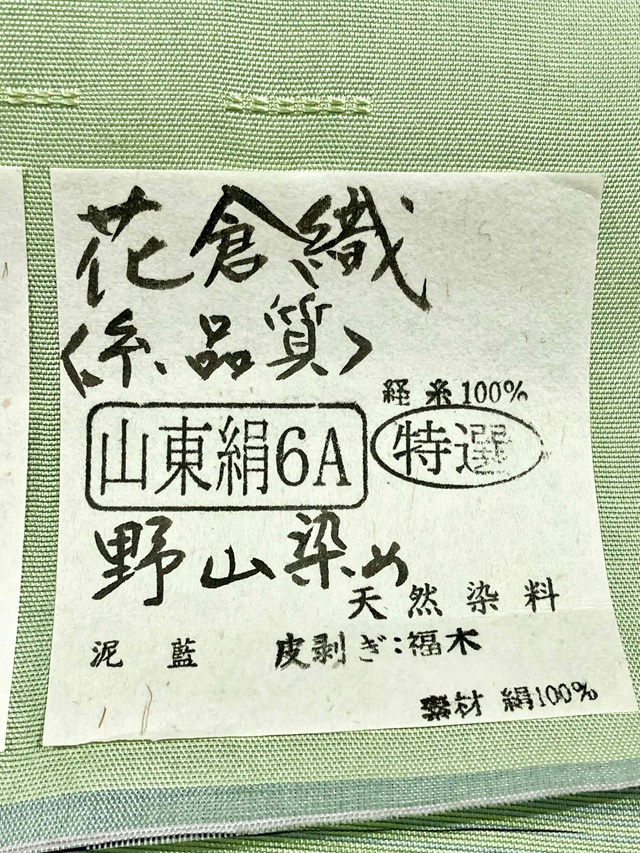 花倉織
〈糸品質〉
経糸100%
山東絹6A 特選
野山染め
天然染料
泥藍 皮剥ぎ:福木
素材 絹100%